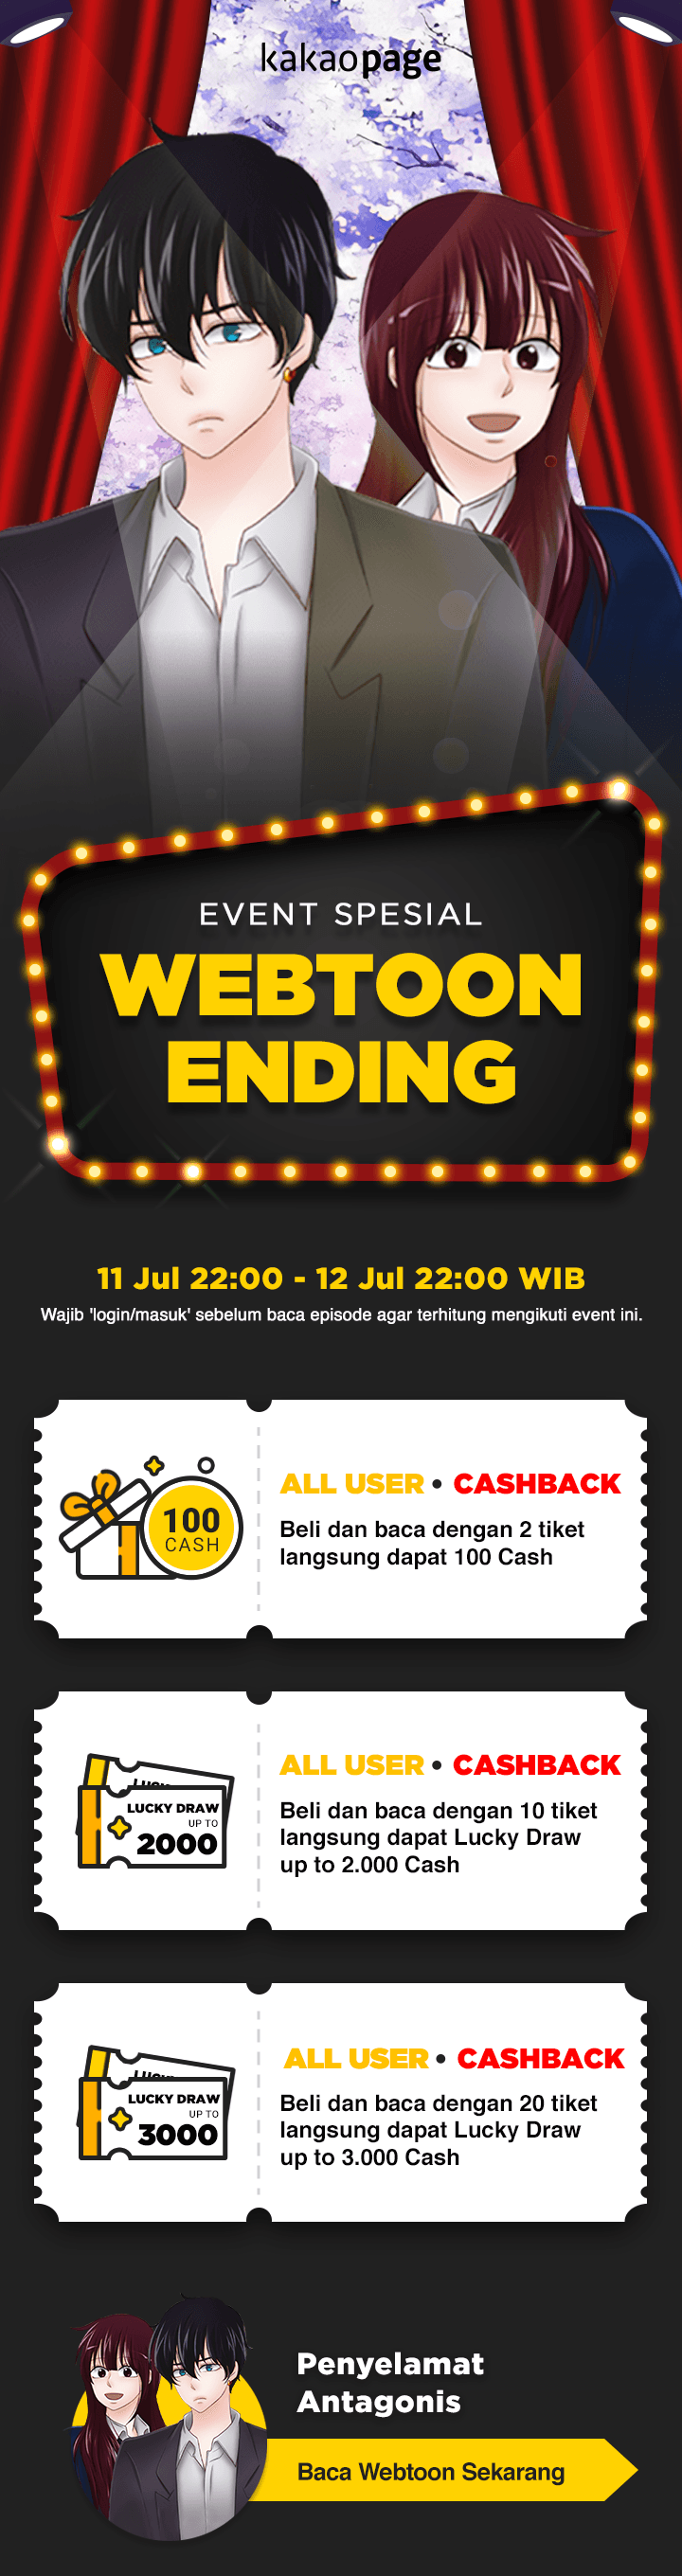 kakaopage
EVENT SPESIAL
WEBTOON
ENDING
11 Jul 22:00 - 12 Jul 22:00 WIB
Wajib 'login/masuk' sebelum baca episode agar terhitung mengikuti event ini.
100
CASH
ALL USER • CASHBACK
Beli dan baca dengan 2 tiket
langsung dapat 100 Cash
LUCKY DRAW
UP TO
2000
ALL USER • CASHBACK
Beli dan baca dengan 10 tiket
langsung dapat Lucky Draw
up to 2.000 Cash
LUCKY DRAW
UP TO
3000
ALL USER • CASHBACK
Beli dan baca dengan 20 tiket
langsung dapat Lucky Draw
up to 3.000 Cash
Penyelamat
Antagonis
Baca Webtoon Sekarang